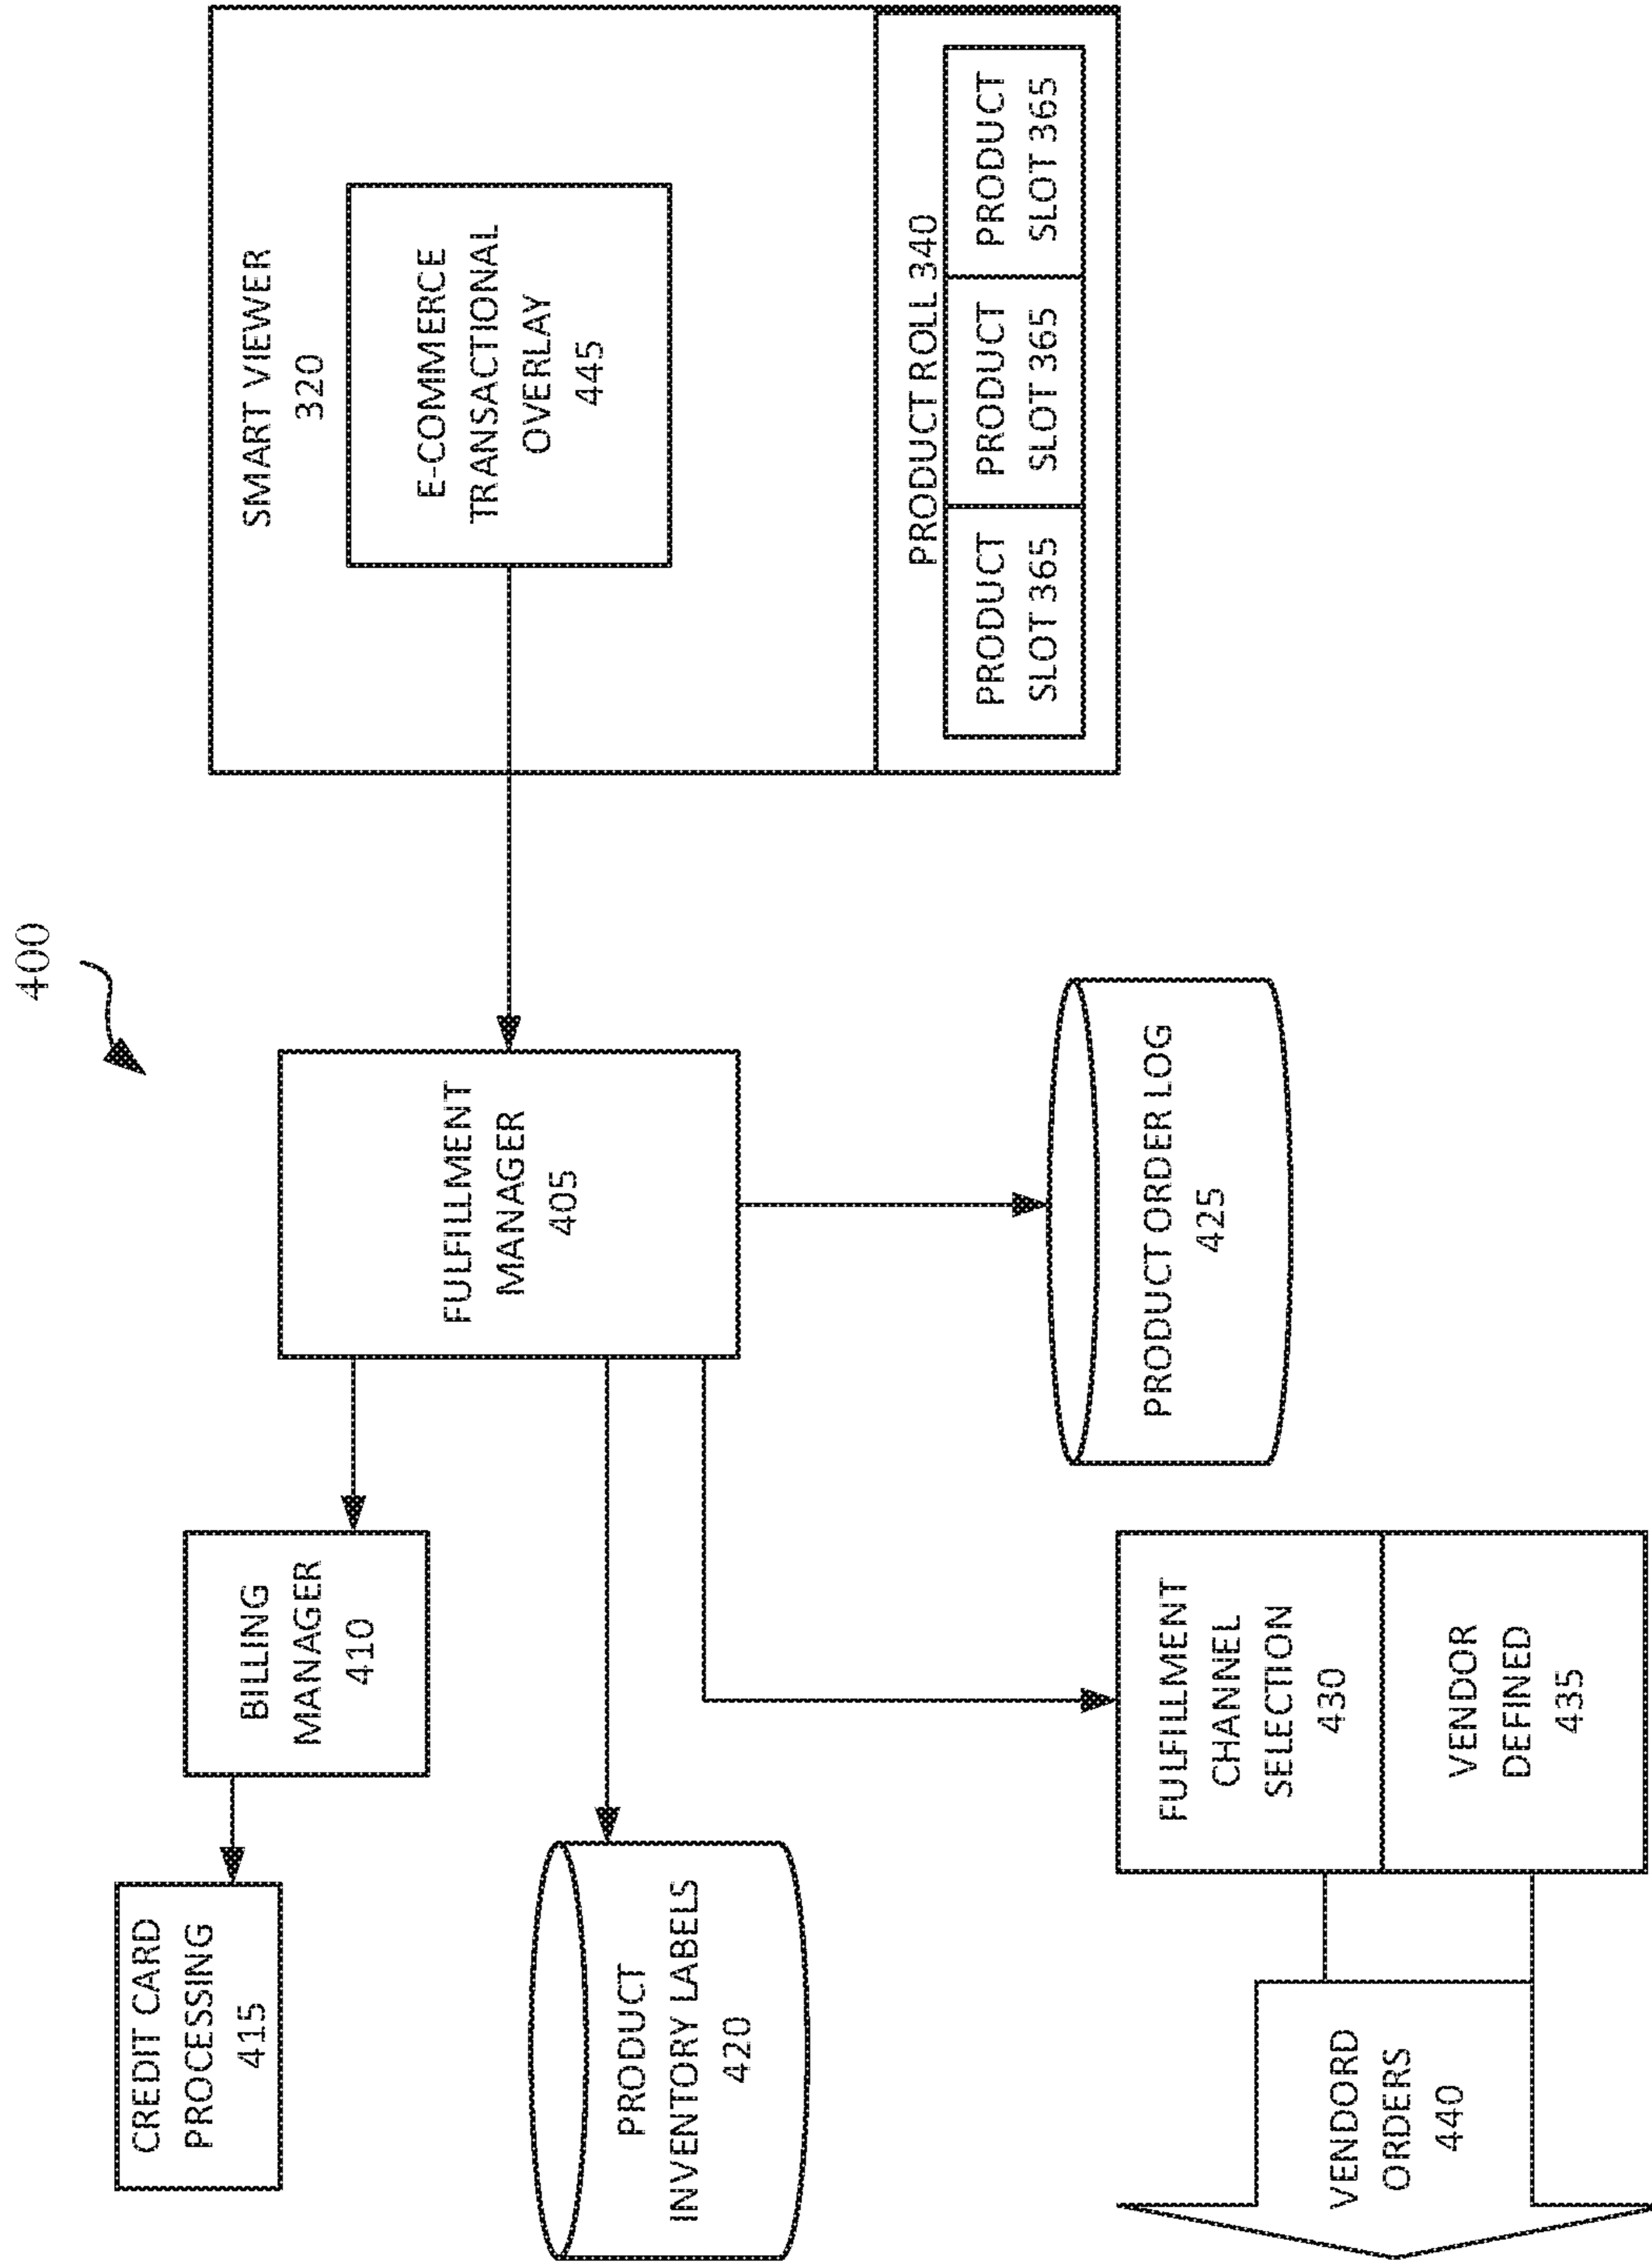 400
SMART VIEWER
320
E-COMMERCE
TRANSACTIONAL
OVERLAY
445
PRODUCT ROLL 340
PRODUCT
SLOT 365
PRODUCT
SLOT 365
PRODUCT
SLOT 365
FULFILLMENT
MANAGER
405
BILLING
MANAGER
410
CREDIT CARD
PROCESSING
415
PRODUCT
INVENTORY LABELS
420
PRODUCT ORDER LOG
425
FULFILLMENT
CHANNEL
SELECTION
430
VENDOR
DEFINED
435
VENDORD
ORDERS
440